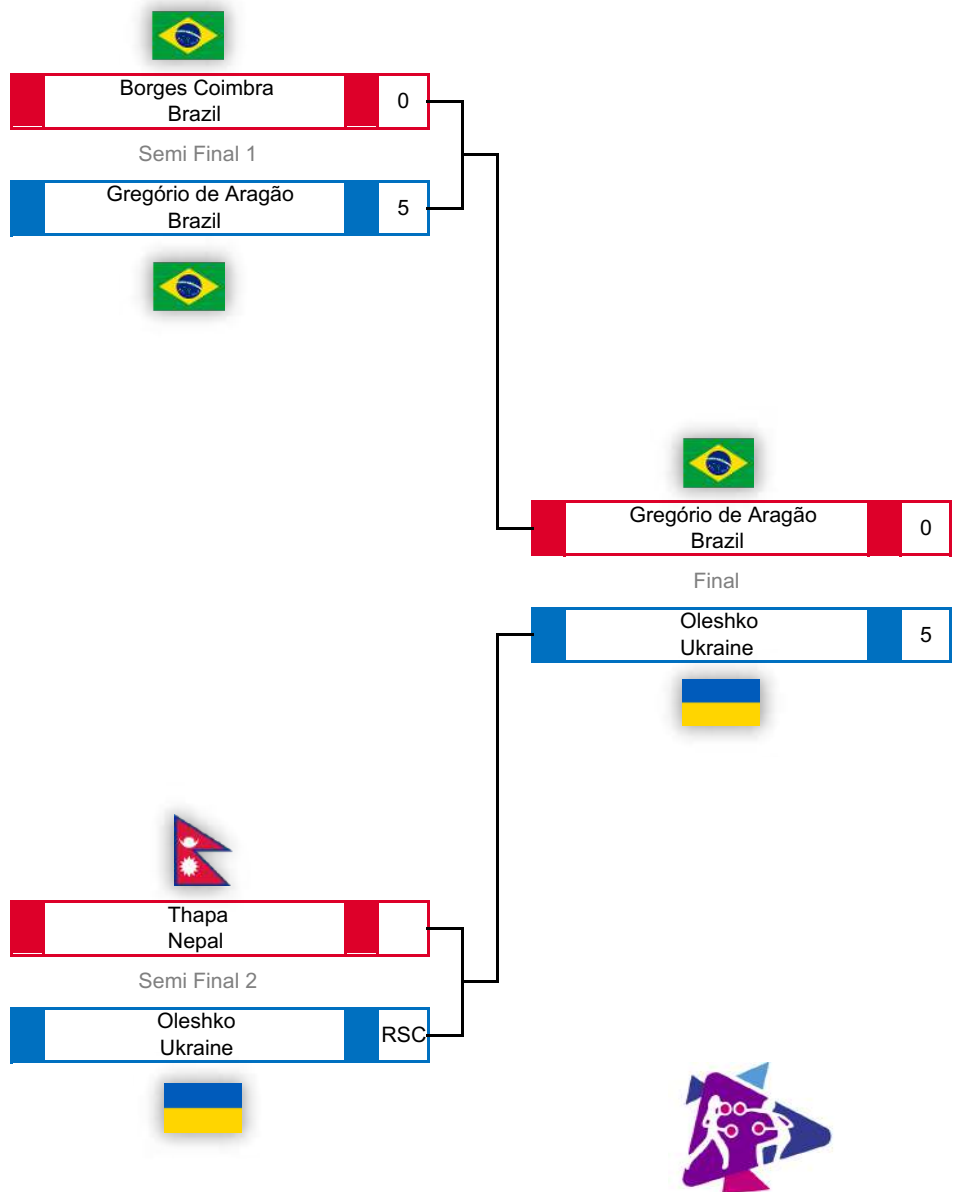 Borges Coimbra
Brazil
0
Semi Final 1
Gregório de Aragão
Brazil
5
Gregório de Aragão
Brazil
0
Final
Oleshko
Ukraine
5
Thapa
Nepal
Semi Final 2
Oleshko
Ukraine
RSC